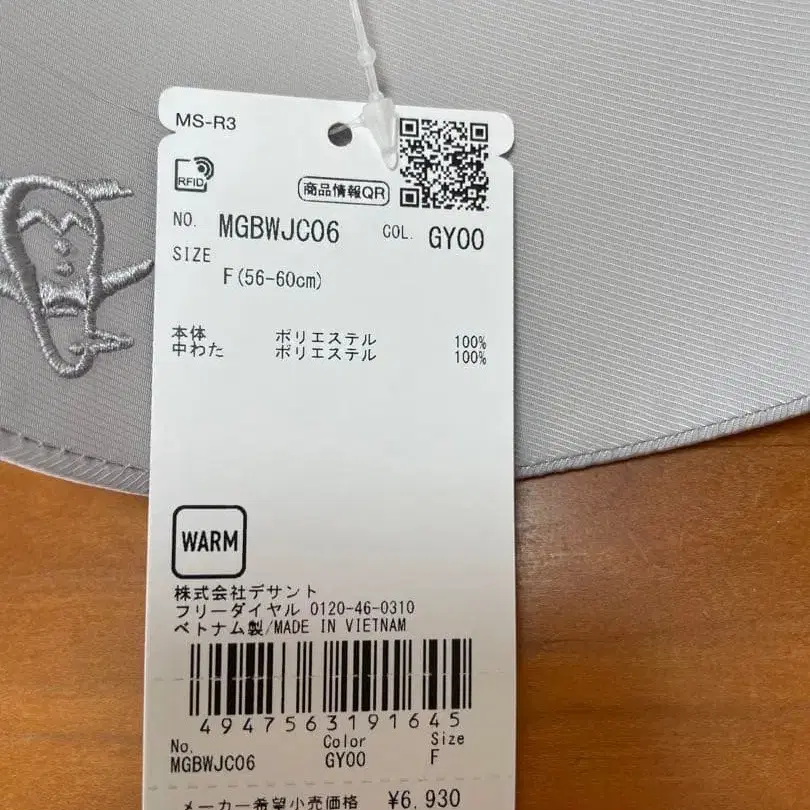 MS-R3
RFID
商品情報QR
NO. MGBWJC06 COL. GY00
SIZE
F(56-60cm)
本体 ポリエステル 100%
中わた ポリエステル 100%
WARM
株式会社デサント
フリーダイヤル 0120-46-0310
ベトナム製/MADE IN VIETNAM
4947563191645
No. Color Size
MGBWJC06 GY00 F
メーカー希望小売価格 ¥6,930